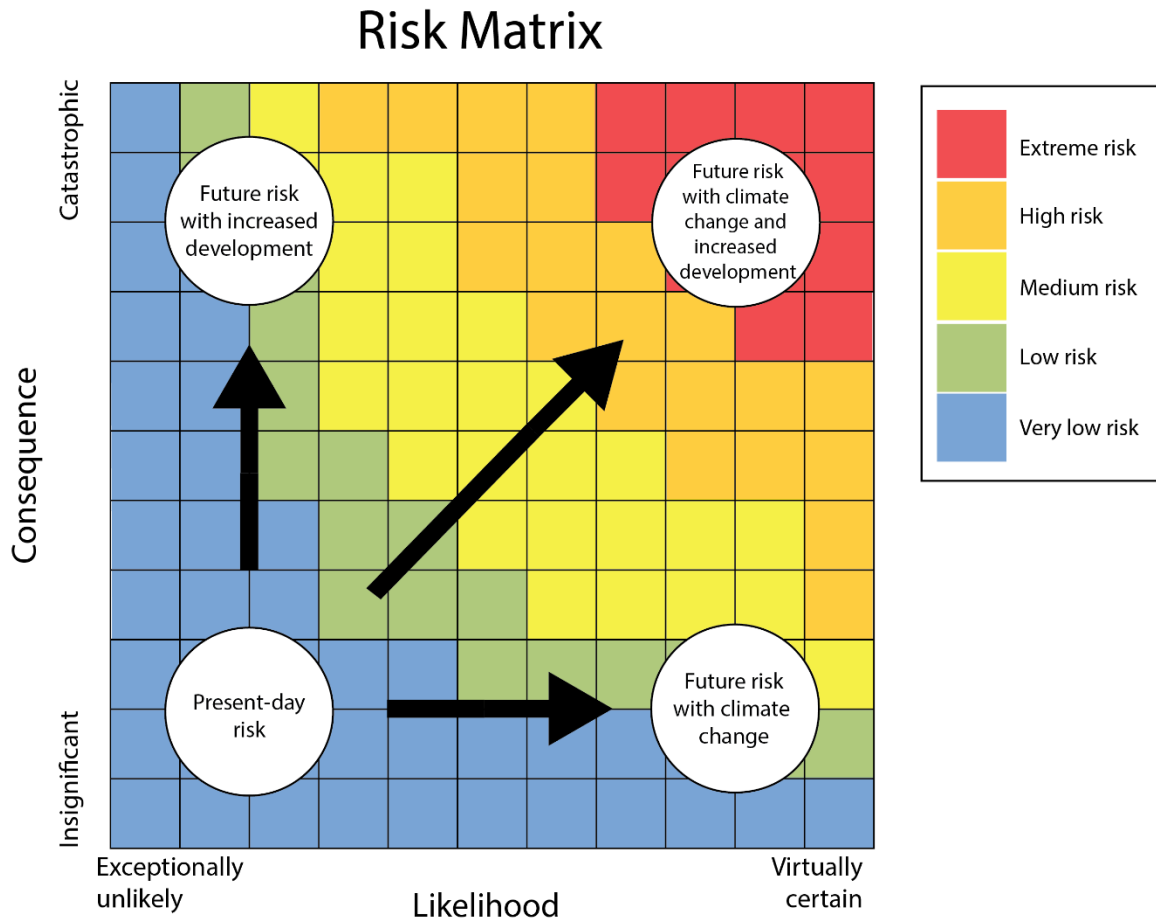 Risk Matrix
Catastrophic
Consequence
Insignificant
Future risk
with increased
development
Future risk
with climate
change and
increased
development
Present-day
risk
Future risk
with climate
change
Exceptionally
unlikely
Likelihood
Virtually
certain
Extreme risk
High risk
Medium risk
Low risk
Very low risk